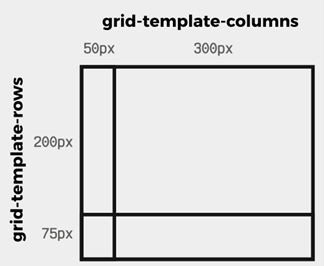 grid-template-columns
50px 300px
grid-template-rows
200px
75px